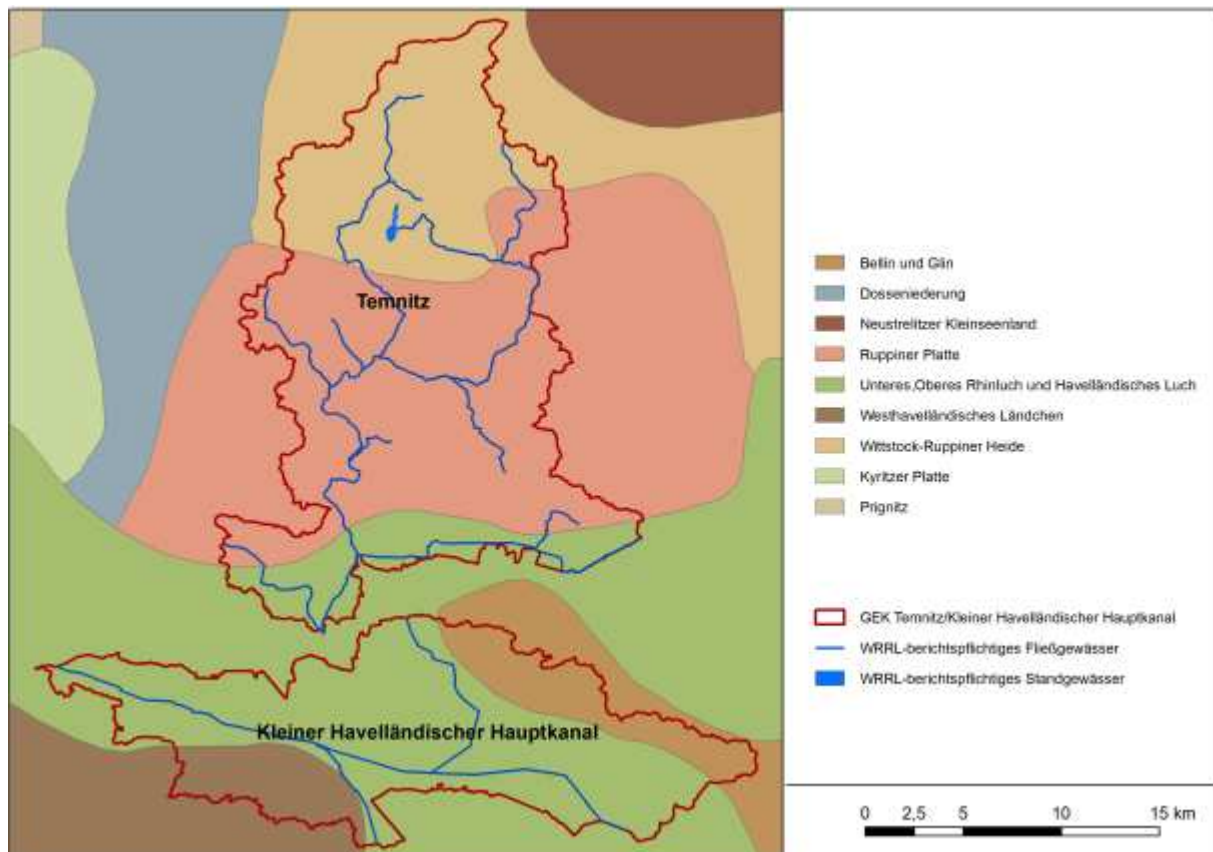 Temnitz
Kleiner Havelländischer Hauptkanal
Bellin und Glin
Dosseniederung
Neustrelitzer Kleinseenland
Ruppiner Platte
Unteres,Oberes Rhinluch und Havelländisches Luch
Westhavelländisches Ländchen
Wittstock-Ruppiner Heide
Kyritzer Platte
Prignitz
GEK Temnitz/Kleiner Havelländischer Hauptkanal
WRRL-berichtspflichtiges Fließgewässer
WRRL-berichtspflichtiges Standgewässer
0 2,5 5 10 15 km